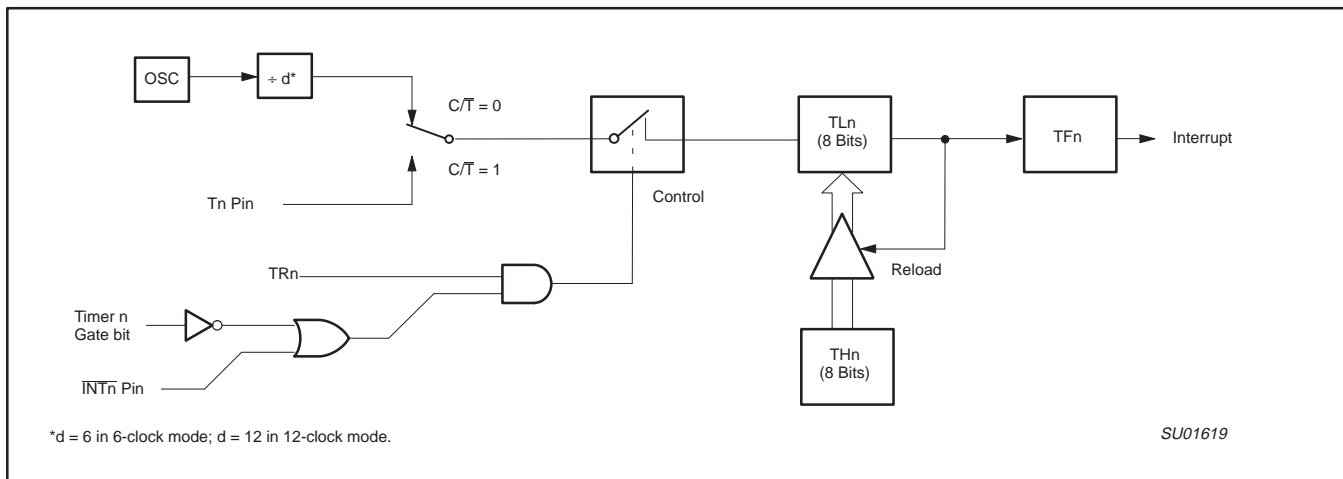 OSC
÷ d*
C/T̅ = 0
C/T̅ = 1
Tn Pin
Control
TLn
(8 Bits)
TFn
Interrupt
Reload
THn
(8 Bits)
TRn
Timer n
Gate bit
I̅N̅T̅n̅ Pin
*d = 6 in 6-clock mode; d = 12 in 12-clock mode.
SU01619